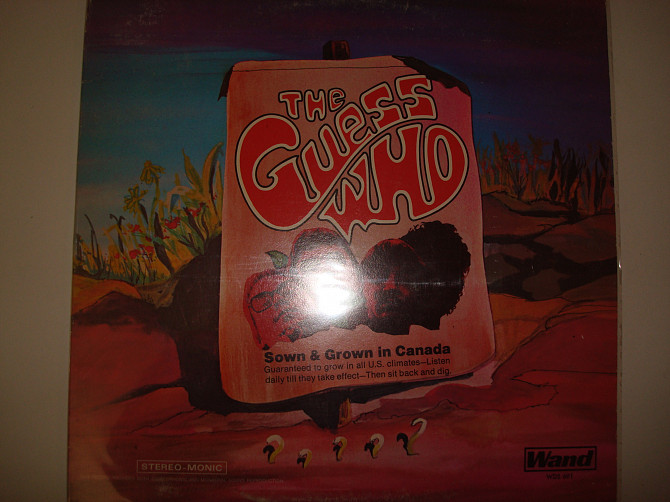 THE
GUESS
WHO
Sown & Grown in Canada
Guaranteed to grow in all U.S. climates—Listen
daily till they take effect—Then sit back and dig.
? ? ? ? ?
STEREO-MONIC
Wand